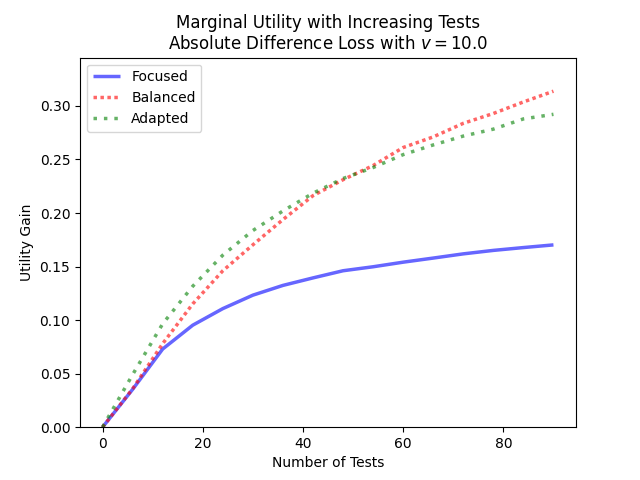 Marginal Utility with Increasing Tests
Absolute Difference Loss with v = 10.0
Focused
Balanced
Adapted
Utility Gain
0.30
0.25
0.20
0.15
0.10
0.05
0.00
0 20 40 60 80
Number of Tests